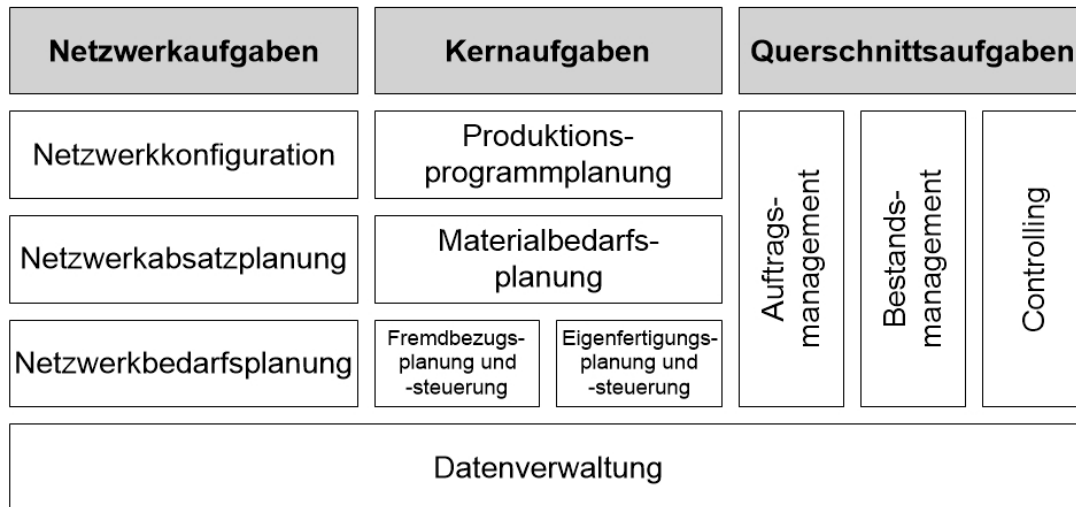 Netzwerkaufgaben
Kernaufgaben
Querschnittsaufgaben
Netzwerkkonfiguration
Produktions-
programmplanung
Netzwerkabsatzplanung
Materialbedarfs-
planung
Netzwerkbedarfsplanung
Fremdbezugs-
planung und
-steuerung
Eigenfertigungs-
planung und
-steuerung
Auftrags-
management
Bestands-
management
Controlling
Datenverwaltung